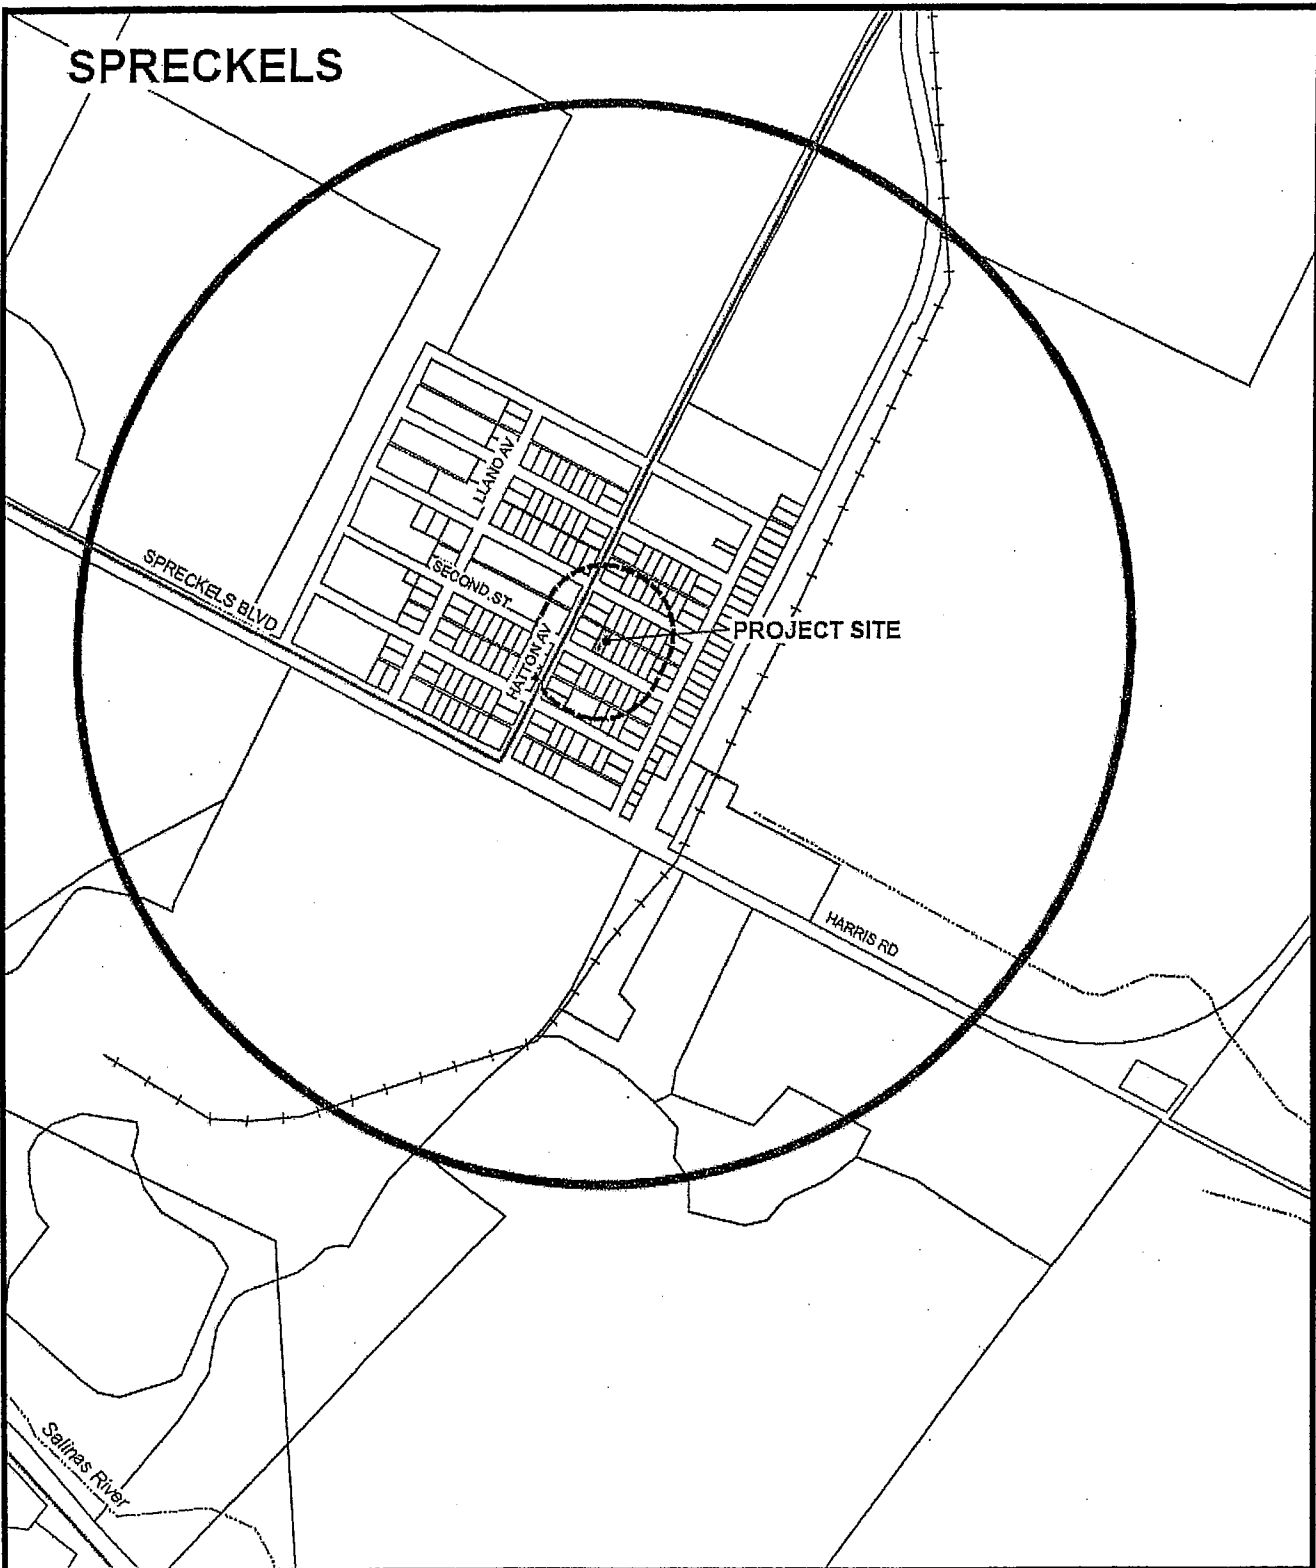 SPRECKELS
LLANO AV
SPRECKELS BLVD
SECOND ST
HATTON AV
PROJECT SITE
HARRIS RD
Salinas River